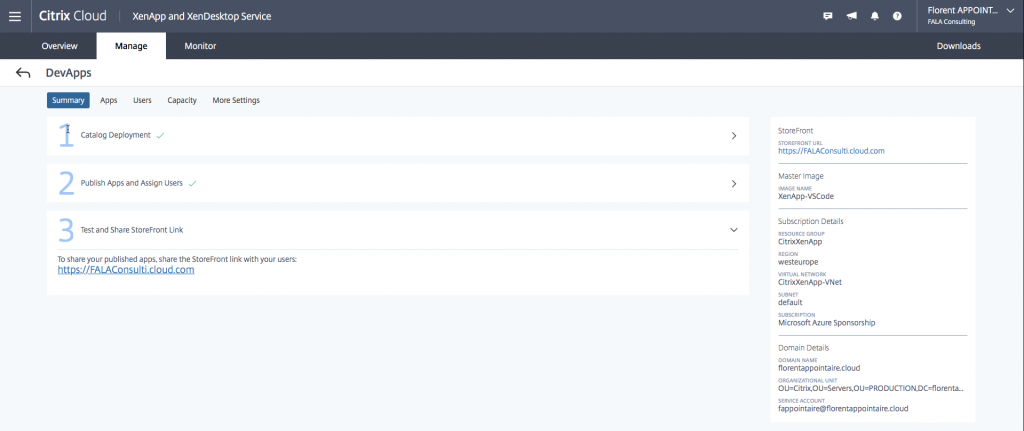 Citrix Cloud XenApp and XenDesktop Service
Florent APPOINT...
FALA Consulting
Overview Manage Monitor Downloads
DevApps
Summary Apps Users Capacity More Settings
1 Catalog Deployment
2 Publish Apps and Assign Users
3 Test and Share StoreFront Link
To share your published apps, share the StoreFront link with your users:
https://FALAConsulti.cloud.com
StoreFront
STOREFRONT URL
https://FALAConsulti.cloud.com
Master Image
IMAGE NAME
XenApp-VSCode
Subscription Details
RESOURCE GROUP
CitrixXenApp
REGION
westeurope
VIRTUAL NETWORK
CitrixXenApp-VNet
SUBNET
default
SUBSCRIPTION
Microsoft Azure Sponsorship
Domain Details
DOMAIN NAME
florentappointaire.cloud
ORGANIZATIONAL UNIT
OU=Citrix,OU=Servers,OU=PRODUCTION,DC=florenta...
SERVICE ACCOUNT
fappointaire@florentappointaire.cloud